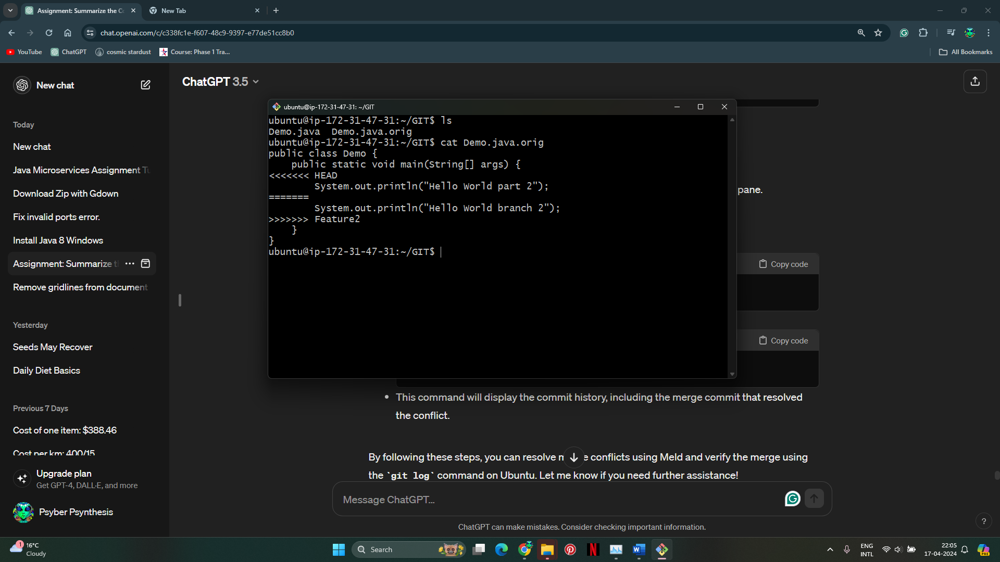 Assignment: Summarize the C
New Tab
chat.openai.com/c/c338fc1e-f607-48c9-9397-e77de51cc8b0
YouTube
ChatGPT
cosmic stardust
Course: Phase 1 Tra...
All Bookmarks
New chat
ChatGPT 3.5
Today
New chat
Java Microservices Assignment Tu
Download Zip with Gdown
Fix invalid ports error.
Install Java 8 Windows
Assignment: Summarize t
Remove gridlines from document
Yesterday
Seeds May Recover
Daily Diet Basics
Previous 7 Days
Cost of one item: $388.46
Cost per km: 400/15
Upgrade plan
Get GPT-4, DALL·E, and more
Psyber Psynthesis
ubuntu@ip-172-31-47-31: ~/GIT
ubuntu@ip-172-31-47-31:~/GIT$ ls
Demo.java  Demo.java.orig
ubuntu@ip-172-31-47-31:~/GIT$ cat Demo.java.orig
public class Demo {
    public static void main(String[] args) {
<<<<<<< HEAD
        System.out.println("Hello World part 2");
=======
        System.out.println("Hello World branch 2");
>>>>>>> Feature2
    }
}
ubuntu@ip-172-31-47-31:~/GIT$
pane.
Copy code
Copy code
• This command will display the commit history, including the merge commit that resolved
the conflict.
By following these steps, you can resolve m e conflicts using Meld and verify the merge using
the `git log` command on Ubuntu. Let me know if you need further assistance!
Message ChatGPT...
ChatGPT can make mistakes. Consider checking important information.
?
1
16°C
Cloudy
Search
ENG
INTL
22:05
17-04-2024
PRE